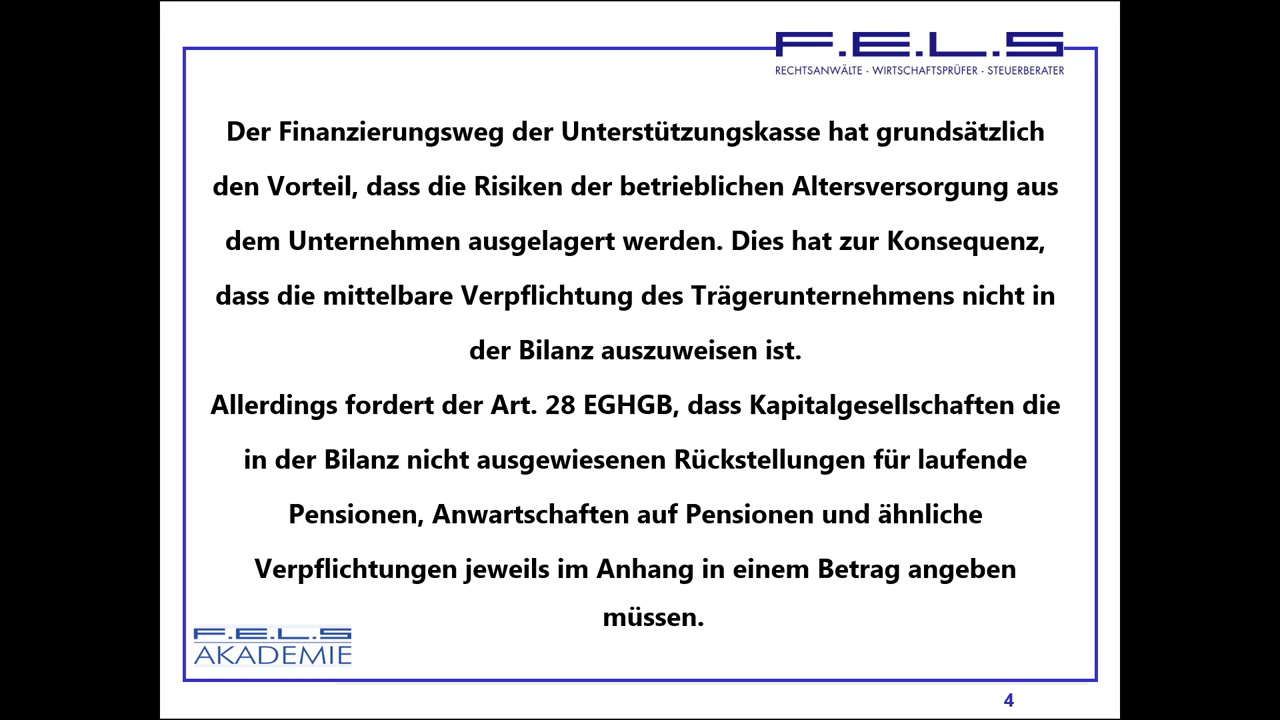 F.E.L.S
RECHTSANWÄLTE - WIRTSCHAFTSPRÜFER - STEUERBERATER
Der Finanzierungsweg der Unterstützungskasse hat grundsätzlich
den Vorteil, dass die Risiken der betrieblichen Altersversorgung aus
dem Unternehmen ausgelagert werden. Dies hat zur Konsequenz,
dass die mittelbare Verpflichtung des Trägerunternehmens nicht in
der Bilanz auszuweisen ist.
Allerdings fordert der Art. 28 EGHGB, dass Kapitalgesellschaften die
in der Bilanz nicht ausgewiesenen Rückstellungen für laufende
Pensionen, Anwartschaften auf Pensionen und ähnliche
Verpflichtungen jeweils im Anhang in einem Betrag angeben
müssen.
F.E.L.S
AKADEMIE
4